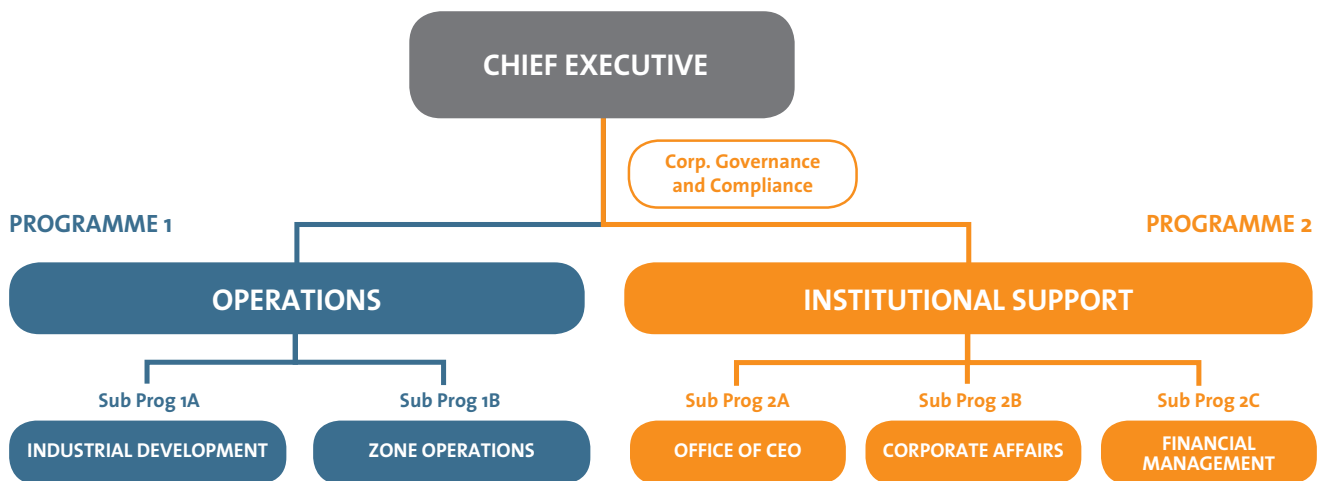 CHIEF EXECUTIVE
Corp. Governance
and Compliance
PROGRAMME 1
PROGRAMME 2
OPERATIONS
INSTITUTIONAL SUPPORT
Sub Prog 1A
Sub Prog 1B
Sub Prog 2A
Sub Prog 2B
Sub Prog 2C
INDUSTRIAL DEVELOPMENT
ZONE OPERATIONS
OFFICE OF CEO
CORPORATE AFFAIRS
FINANCIAL
MANAGEMENT